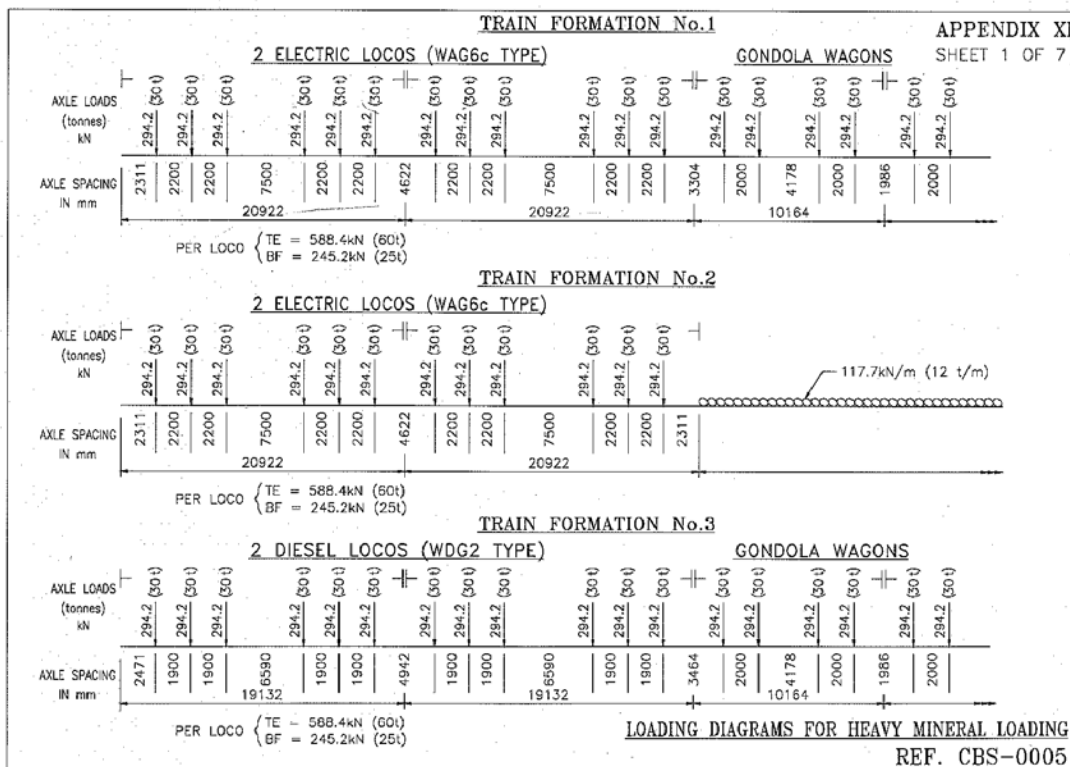 TRAIN FORMATION No.1
APPENDIX XI
SHEET 1 OF 7
2 ELECTRIC LOCOS (WAG6c TYPE)
GONDOLA WAGONS
AXLE LOADS (tonnes) kN
(30t) (30t) (30t) (30t) (30t) (30t) (30t) (30t) (30t) (30t) (30t) (30t) (30t) (30t) (30t) (30t) (30t) (30t)
294.2 294.2 294.2 294.2 294.2 294.2 294.2 294.2 294.2 294.2 294.2 294.2 294.2 294.2 294.2 294.2 294.2 294.2
AXLE SPACING IN mm
2311 2200 2200 7500 2200 2200 4622 2200 2200 7500 2200 2200 3304 2000 4178 2000 1986 2000
20922 20922 10164
PER LOCO { TE = 588.4kN (60t)
BF = 245.2kN (25t)
TRAIN FORMATION No.2
2 ELECTRIC LOCOS (WAG6c TYPE)
AXLE LOADS (tonnes) kN
(30t) (30t) (30t) (30t) (30t) (30t) (30t) (30t) (30t) (30t) (30t) (30t)
294.2 294.2 294.2 294.2 294.2 294.2 294.2 294.2 294.2 294.2 294.2 294.2
117.7kN/m (12 t/m)
AXLE SPACING IN mm
2311 2200 2200 7500 2200 2200 4622 2200 2200 7500 2200 2200 2311
20922 20922
PER LOCO { TE = 588.4kN (60t)
BF = 245.2kN (25t)
TRAIN FORMATION No.3
2 DIESEL LOCOS (WDG2 TYPE)
GONDOLA WAGONS
AXLE LOADS (tonnes) kN
(30t) (30t) (30t) (30t) (30t) (30t) (30t) (30t) (30t) (30t) (30t) (30t) (30t) (30t) (30t) (30t) (30t) (30t)
294.2 294.2 294.2 294.2 294.2 294.2 294.2 294.2 294.2 294.2 294.2 294.2 294.2 294.2 294.2 294.2 294.2 294.2
AXLE SPACING IN mm
2471 1900 1900 6590 1900 1900 4942 1900 1900 6590 1900 1900 3464 2000 4178 2000 1986 2000
19132 19132 10164
PER LOCO { TE = 588.4kN (60t)
BF = 245.2kN (25t)
LOADING DIAGRAMS FOR HEAVY MINERAL LOADING
REF. CBS-0005